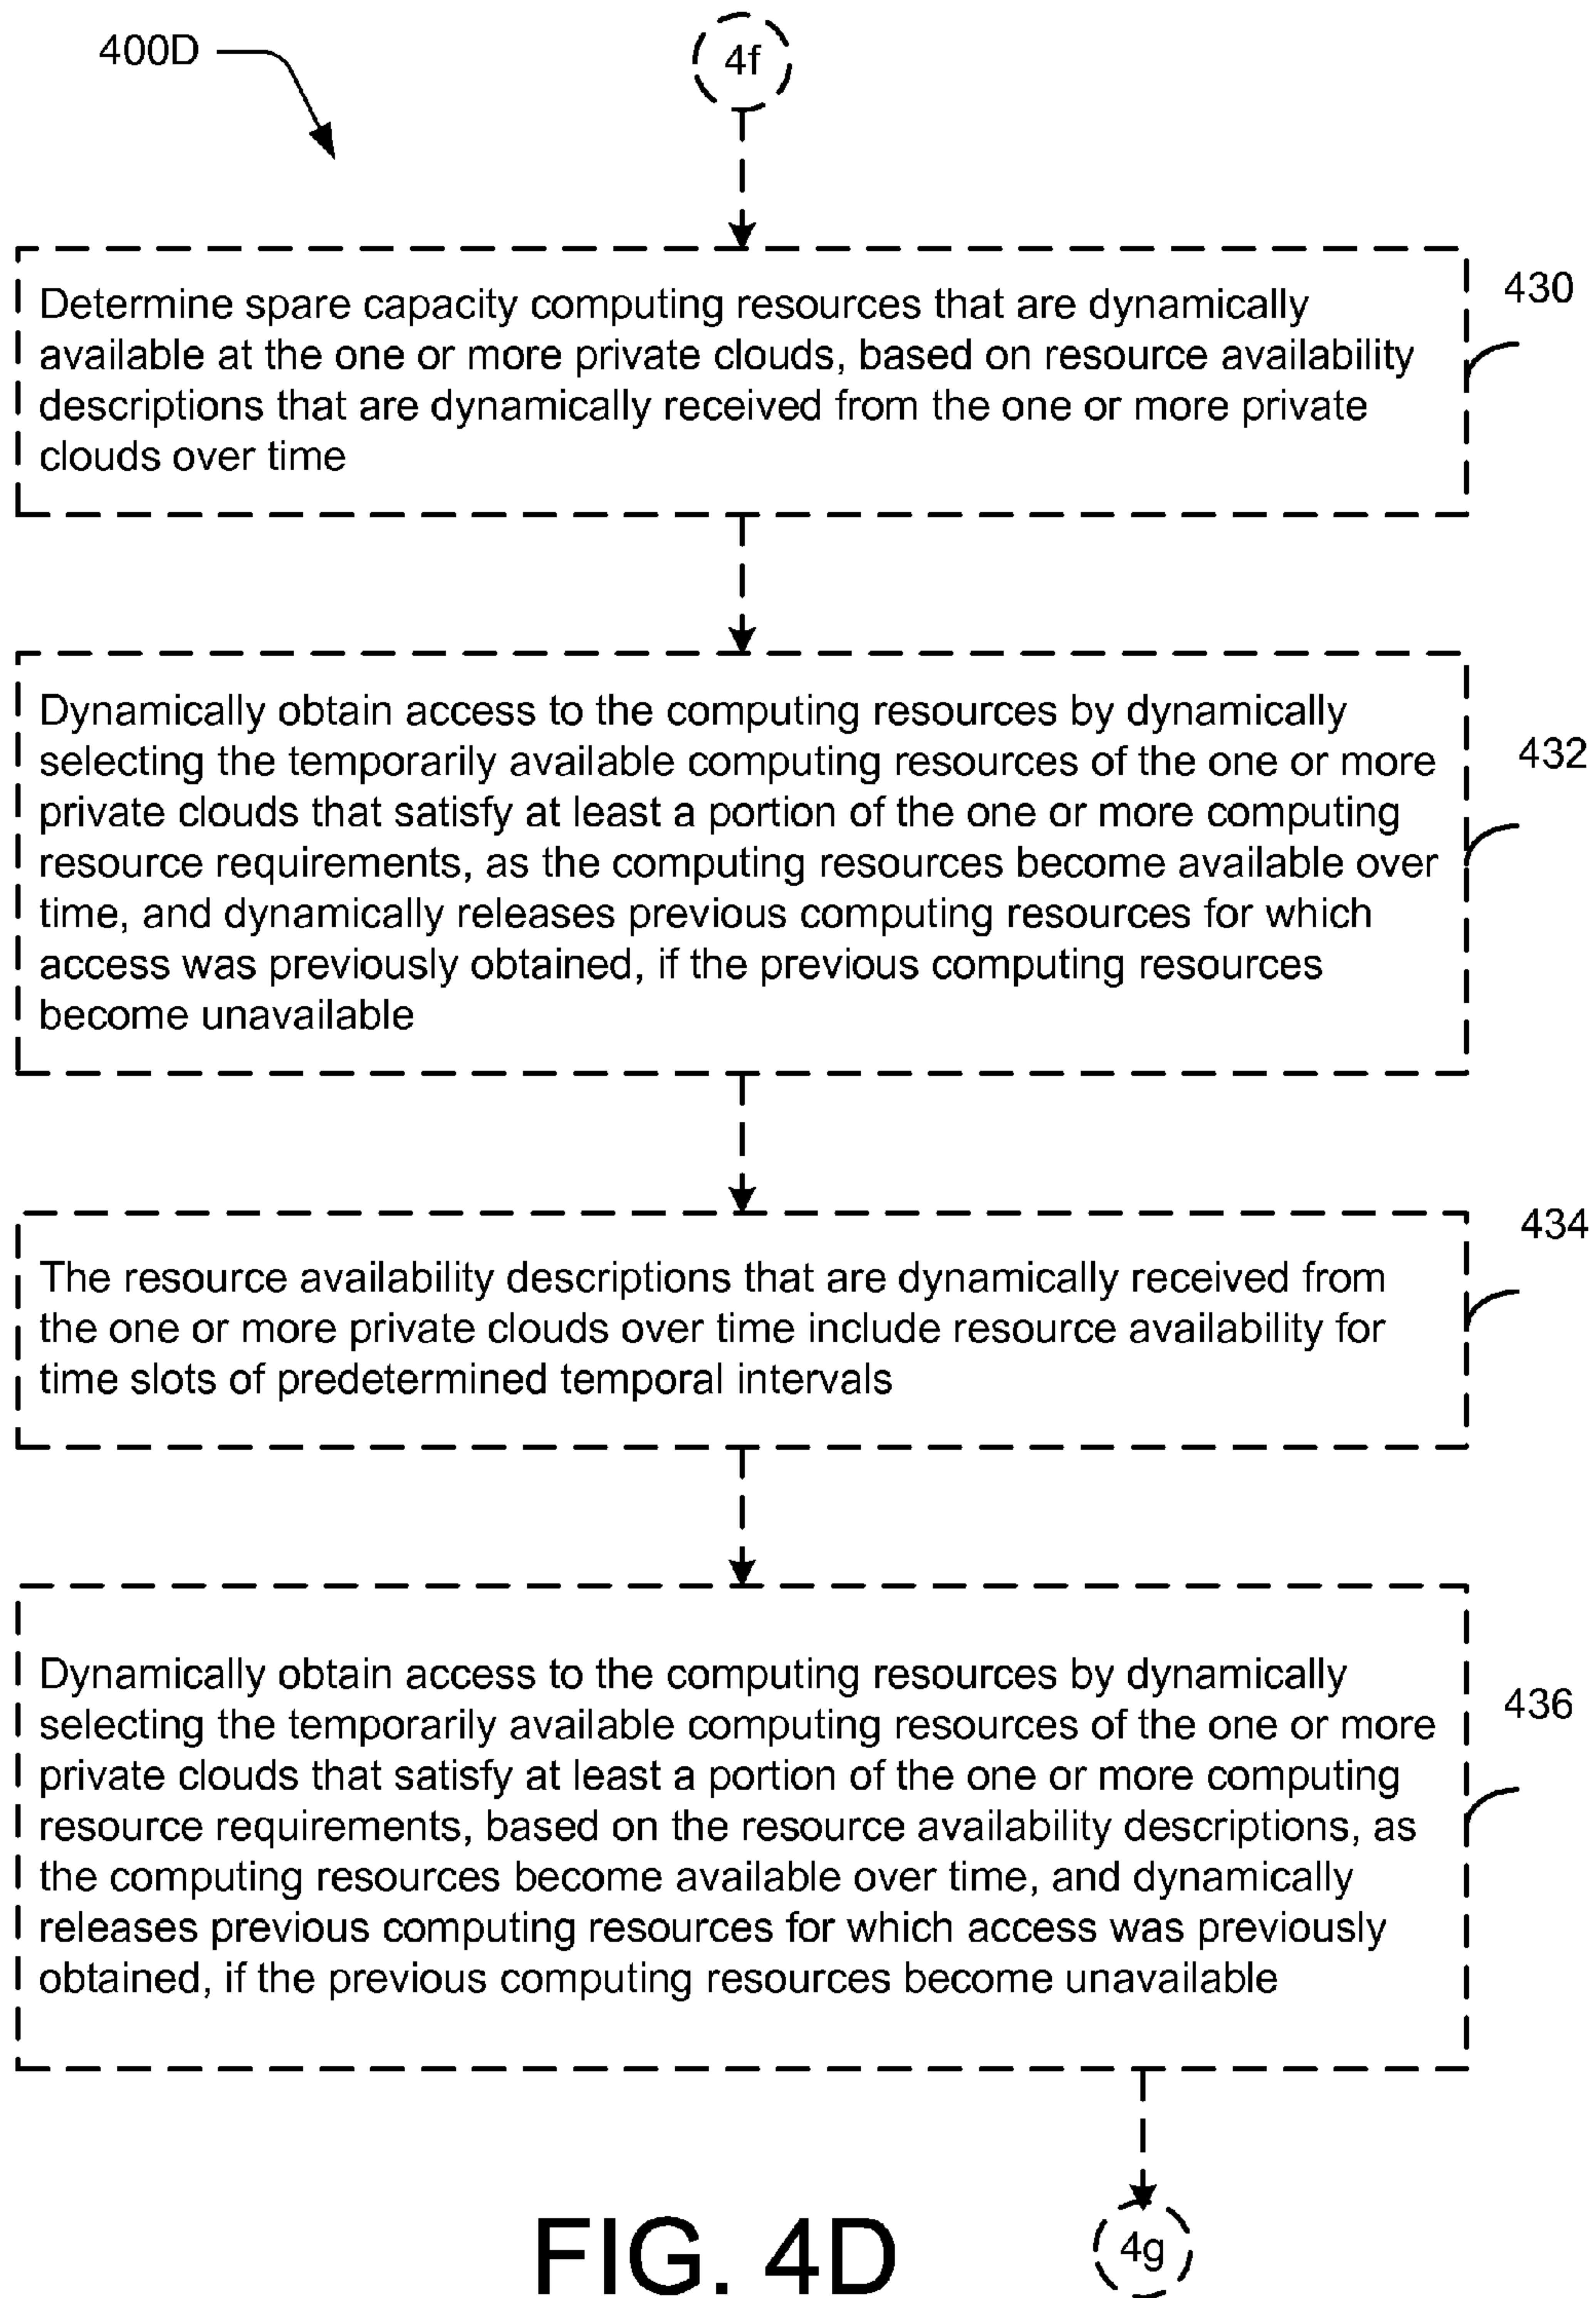 400D
4f
430
Determine spare capacity computing resources that are dynamically
available at the one or more private clouds, based on resource availability
descriptions that are dynamically received from the one or more private
clouds over time
432
Dynamically obtain access to the computing resources by dynamically
selecting the temporarily available computing resources of the one or more
private clouds that satisfy at least a portion of the one or more computing
resource requirements, as the computing resources become available over
time, and dynamically releases previous computing resources for which
access was previously obtained, if the previous computing resources
become unavailable
434
The resource availability descriptions that are dynamically received from
the one or more private clouds over time include resource availability for
time slots of predetermined temporal intervals
436
Dynamically obtain access to the computing resources by dynamically
selecting the temporarily available computing resources of the one or more
private clouds that satisfy at least a portion of the one or more computing
resource requirements, based on the resource availability descriptions, as
the computing resources become available over time, and dynamically
releases previous computing resources for which access was previously
obtained, if the previous computing resources become unavailable
4g
FIG. 4D